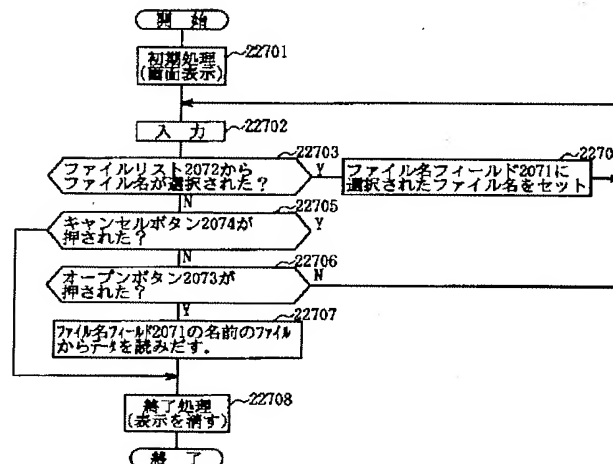 開 始
初期処理
(画面表示)
22701
入 力
22702
ファイルリスト2072から
ファイル名が選択された?
22703
Y
N
ファイル名フィールド2071に
選択されたファイル名をセット
2270
キャンセルボタン2074が
押された?
22705
Y
N
オープンボタン2073が
押された?
22706
N
Y
ファイル名フィールド2071の名前のファイル
からデータを読みだす。
22707
終了処理
(表示を消す)
22708
終 了